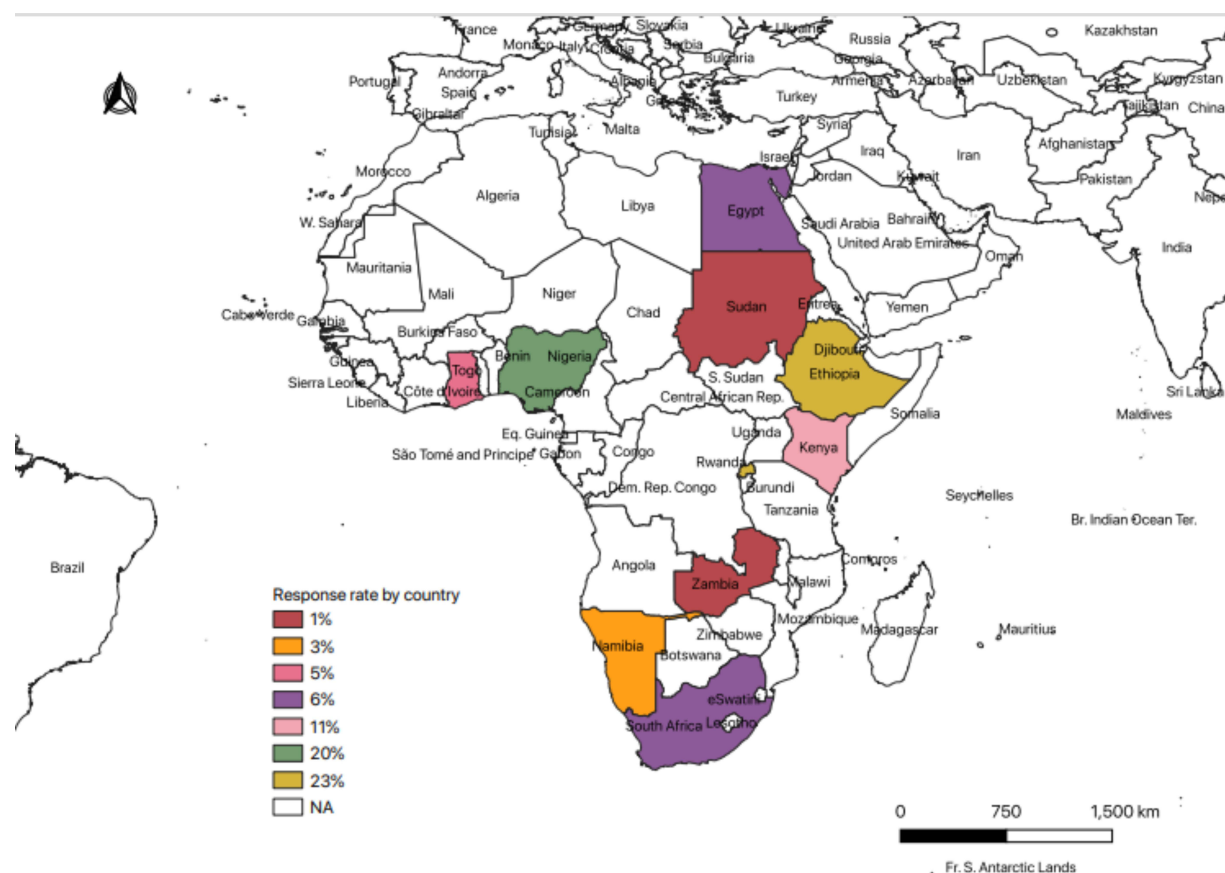 France
Germany
Slovakia
Ukraine
Kazakhstan
Monaco
Italy
Croatia
Serbia
Russia
Bulgaria
Georgia
Portugal
Andorra
Spain
Albania
Armenia
Azerbaijan
Uzbekistan
Kyrgyzstan
Gibraltar
Greece
Turkey
Tajikistan
China
Tunisia
Malta
Syria
Afghanistan
Israel
Iraq
Iran
Morocco
Jordan
Kuwait
Pakistan
Algeria
Libya
Egypt
Nepal
W. Sahara
Saudi Arabia
Bahrain
United Arab Emirates
India
Oman
Mauritania
Mali
Niger
Chad
Sudan
Eritrea
Yemen
Cabo Verde
Gambia
Burkina Faso
Guinea
Benin
Nigeria
Djibouti
Togo
Ethiopia
Sierra Leone
Côte d'Ivoire
Cameroon
S. Sudan
Central African Rep.
Sri Lanka
Liberia
Somalia
Maldives
Eq. Guinea
Uganda
Kenya
São Tomé and Principe
Gabon
Congo
Rwanda
Dem. Rep. Congo
Burundi
Seychelles
Tanzania
Br. Indian Ocean Ter.
Brazil
Angola
Comoros
Zambia
Malawi
Mozambique
Madagascar
Mauritius
Zimbabwe
Namibia
Botswana
eSwatini
South Africa
Lesotho
Response rate by country
1%
3%
5%
6%
11%
20%
23%
NA
0 750 1,500 km
Fr. S. Antarctic Lands